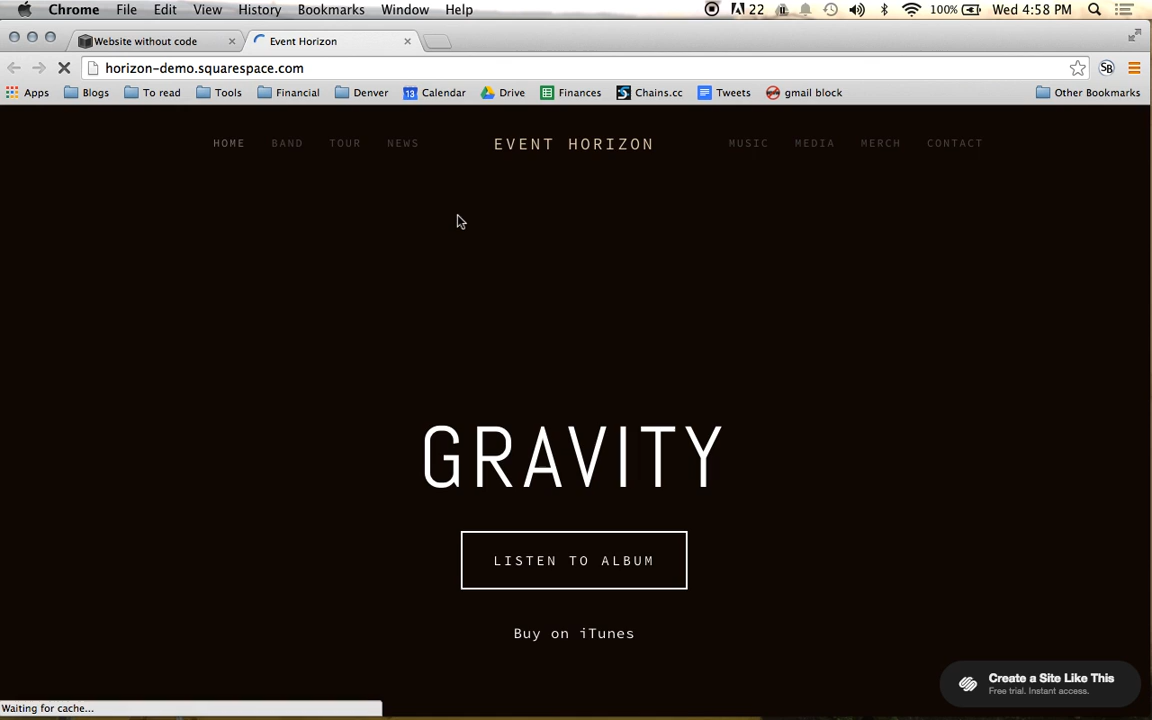 Chrome File Edit View History Bookmarks Window Help 22 100% Wed 4:58 PM
Website without code Event Horizon
horizon-demo.squarespace.com SB
Apps Blogs To read Tools Financial Denver 13 Calendar Drive Finances Chains.cc Tweets gmail block Other Bookmarks
HOME BAND TOUR NEWS EVENT HORIZON MUSIC MEDIA MERCH CONTACT
GRAVITY
LISTEN TO ALBUM
Buy on iTunes
Create a Site Like This
Free trial. Instant access.
Waiting for cache...